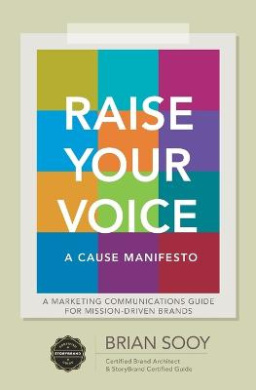 RAISE
YOUR
VOICE
A CAUSE MANIFESTO
A MARKETING COMMUNICATIONS GUIDE
FOR MISSION-DRIVEN BRANDS
STORYBRAND
BRIAN SOOY
Certified Brand Architect
& StoryBrand Certified Guide